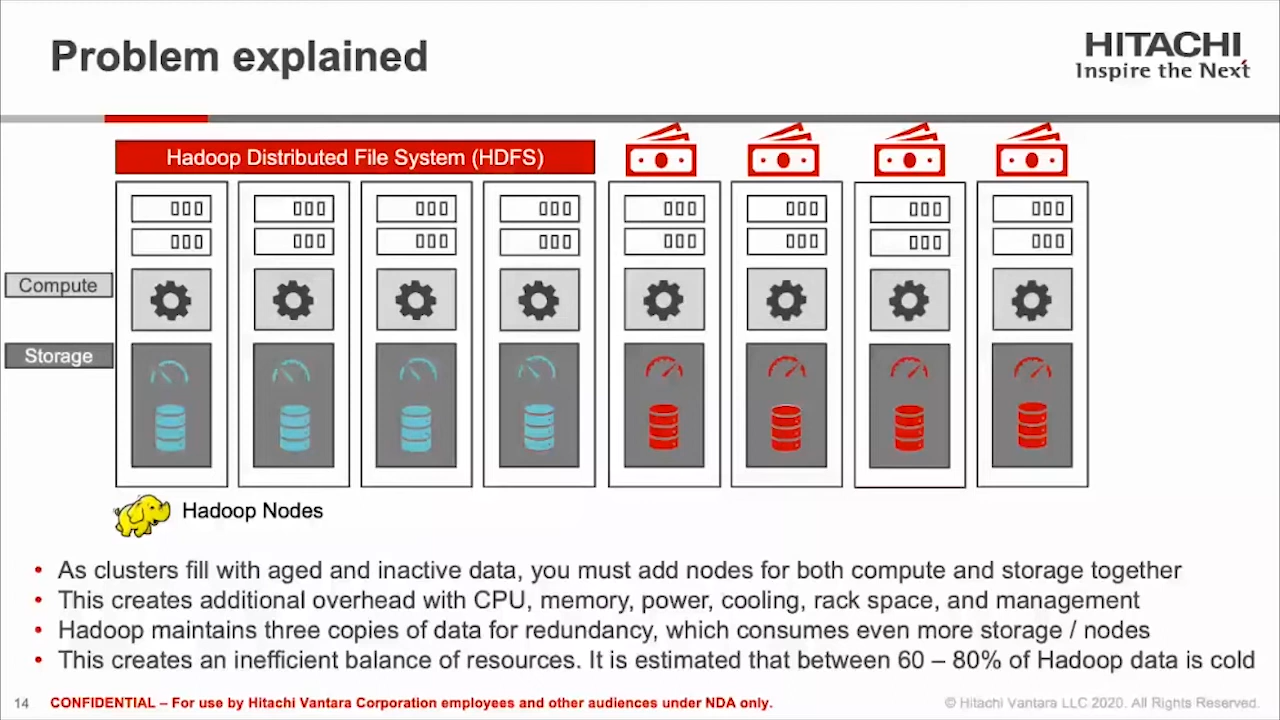 Problem explained
HITACHI
Inspire the Next
Hadoop Distributed File System (HDFS)
Compute
Storage
Hadoop Nodes
• As clusters fill with aged and inactive data, you must add nodes for both compute and storage together
• This creates additional overhead with CPU, memory, power, cooling, rack space, and management
• Hadoop maintains three copies of data for redundancy, which consumes even more storage / nodes
• This creates an inefficient balance of resources. It is estimated that between 60 – 80% of Hadoop data is cold
14 CONFIDENTIAL – For use by Hitachi Vantara Corporation employees and other audiences under NDA only.
© Hitachi Vantara LLC 2020. All Rights Reserved.